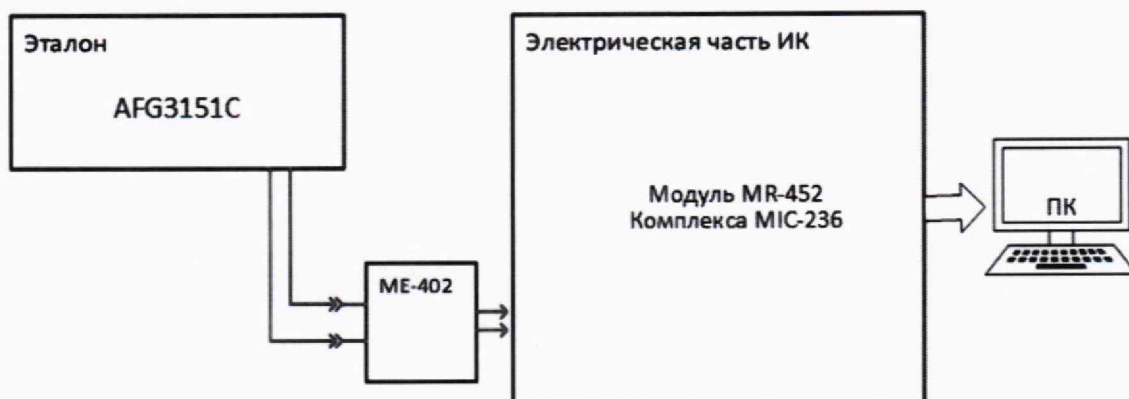 Эталон
AFG3151C
Электрическая часть ИК
Модуль MR-452
Комплекса MIC-236
ПК
ME-402